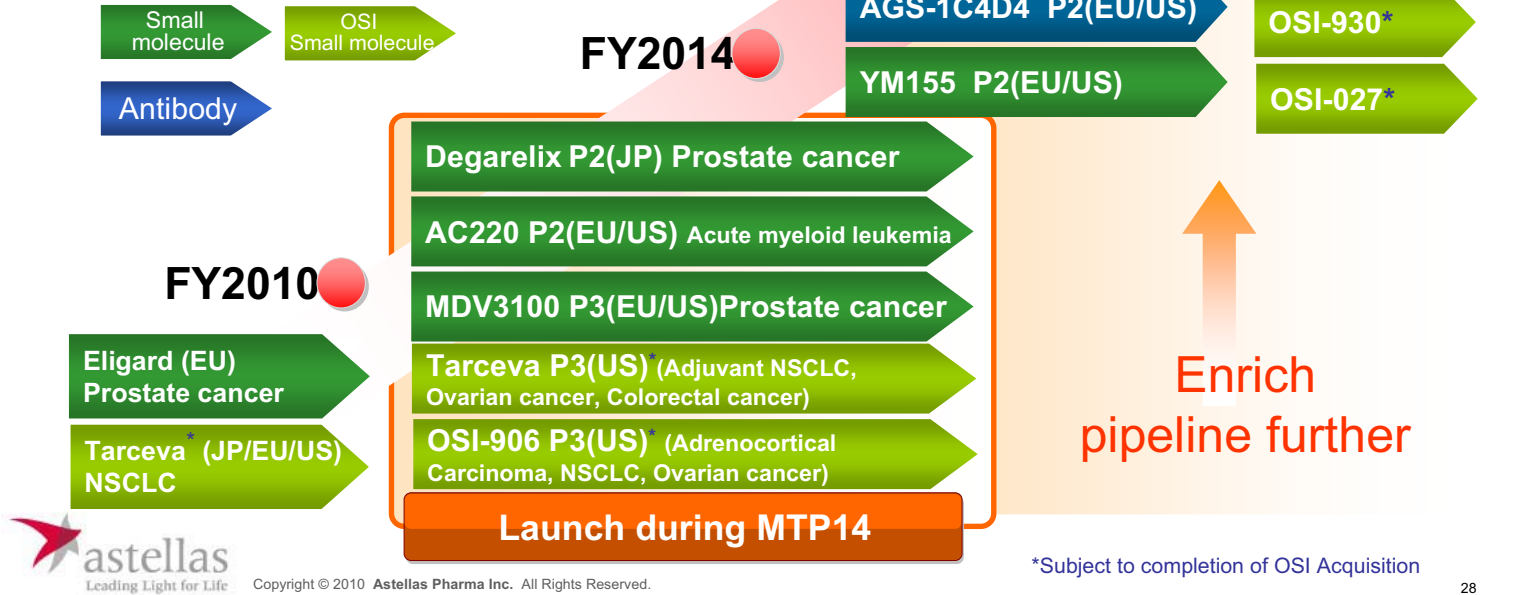 Small
molecule
OSI
Small molecule
Antibody
FY2014
AGS-1C4D4 P2(EU/US)
YM155 P2(EU/US)
OSI-930*
OSI-027*
FY2010
Degarelix P2(JP) Prostate cancer
AC220 P2(EU/US) Acute myeloid leukemia
MDV3100 P3(EU/US)Prostate cancer
Tarceva P3(US)*(Adjuvant NSCLC,
Ovarian cancer, Colorectal cancer)
OSI-906 P3(US)* (Adrenocortical
Carcinoma, NSCLC, Ovarian cancer)
Eligard (EU)
Prostate cancer
Tarceva* (JP/EU/US)
NSCLC
Launch during MTP14
Enrich
pipeline further
*Subject to completion of OSI Acquisition
astellas
Leading Light for Life
Copyright © 2010 Astellas Pharma Inc. All Rights Reserved.
28